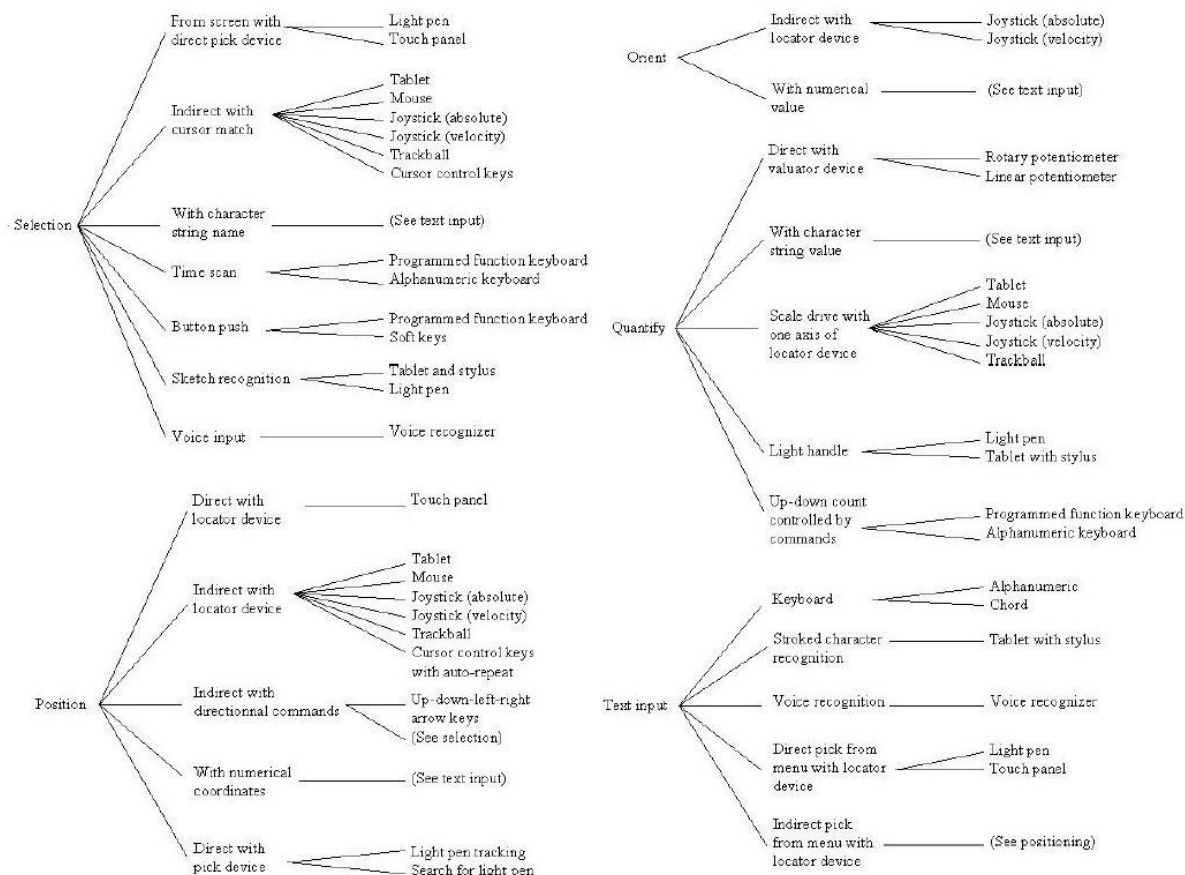 From screen with
direct pick device
Light pen
Touch panel
Indirect with
cursor match
Tablet
Mouse
Joystick (absolute)
Joystick (velocity)
Trackball
Cursor control keys
Selection
With character
string name
(See text input)
Time scan
Programmed function keyboard
Alphanumeric keyboard
Button push
Programmed function keyboard
Soft keys
Sketch recognition
Tablet and stylus
Light pen
Voice input
Voice recognizer
Position
Direct with
locator device
Touch panel
Indirect with
locator device
Tablet
Mouse
Joystick (absolute)
Joystick (velocity)
Trackball
Cursor control keys
with auto-repeat
Indirect with
directionnal commands
Up-down-left-right
arrow keys
(See selection)
With numerical
coordinates
(See text input)
Direct with
pick device
Light pen tracking
Search for light pen
Orient
Indirect with
locator device
Joystick (absolute)
Joystick (velocity)
With numerical
value
(See text input)
Quantify
Direct with
valuator device
Rotary potentiometer
Linear potentiometer
With character
string value
(See text input)
Scale drive with
one axis of
locator device
Tablet
Mouse
Joystick (absolute)
Joystick (velocity)
Trackball
Light handle
Light pen
Tablet with stylus
Up-down count
controlled by
commands
Programmed function keyboard
Alphanumeric keyboard
Text input
Keyboard
Alphanumeric
Chord
Stroked character
recognition
Tablet with stylus
Voice recognition
Voice recognizer
Direct pick from
menu with locator
device
Light pen
Touch panel
Indirect pick
from menu with
locator device
(See positioning)